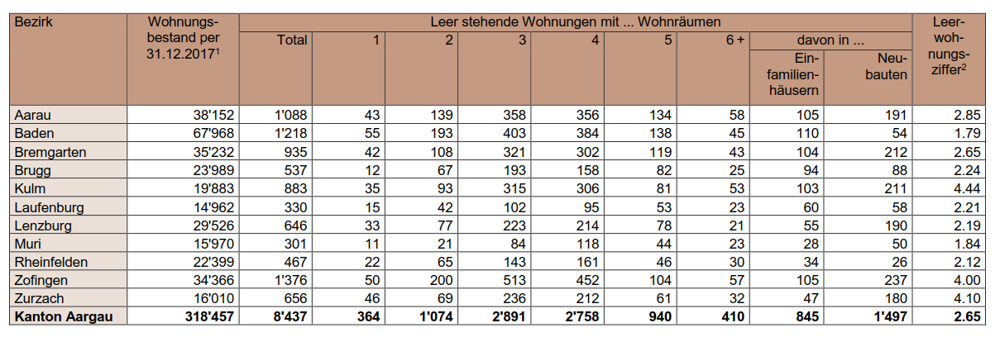 Bezirk Wohnungs- Leer stehende Wohnungen mit ... Wohnräumen Leer-
bestand per Total 1 2 3 4 5 6 + davon in ... woh-
31.12.2017¹ Ein- Neu- nungs-
familien- bauten ziffer²
häusern
Aarau 38'152 1'088 43 139 358 356 134 58 105 191 2.85
Baden 67'968 1'218 55 193 403 384 138 45 110 54 1.79
Bremgarten 35'232 935 42 108 321 302 119 43 104 212 2.65
Brugg 23'989 537 12 67 193 158 82 25 94 88 2.24
Kulm 19'883 883 35 93 315 306 81 53 103 211 4.44
Laufenburg 14'962 330 15 42 102 95 53 23 60 58 2.21
Lenzburg 29'526 646 33 77 223 214 78 21 55 190 2.19
Muri 15'970 301 11 21 84 118 44 23 28 50 1.84
Rheinfelden 22'399 467 22 65 143 161 46 30 34 26 2.12
Zofingen 34'366 1'376 50 200 513 452 104 57 105 237 4.00
Zurzach 16'010 656 46 69 236 212 61 32 47 180 4.10
Kanton Aargau 318'457 8'437 364 1'074 2'891 2'758 940 410 845 1'497 2.65